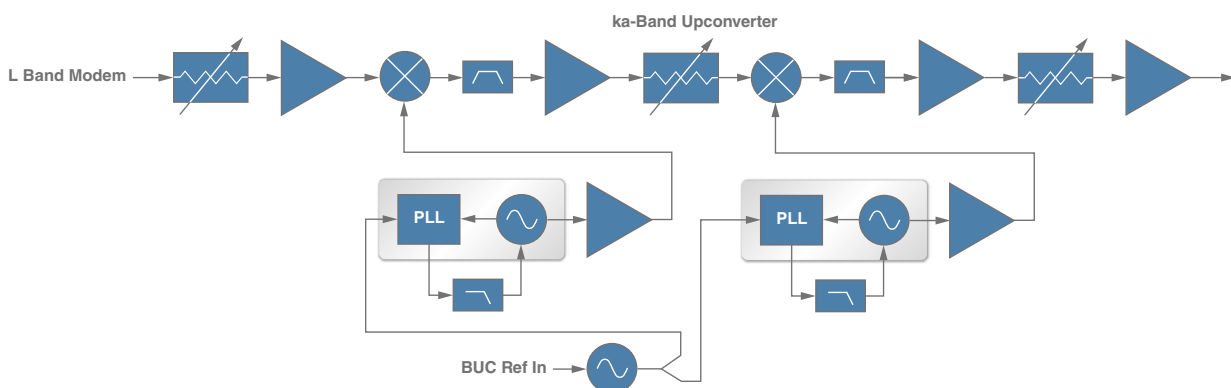 ka-Band Upconverter
L Band Modem
PLL
PLL
BUC Ref In